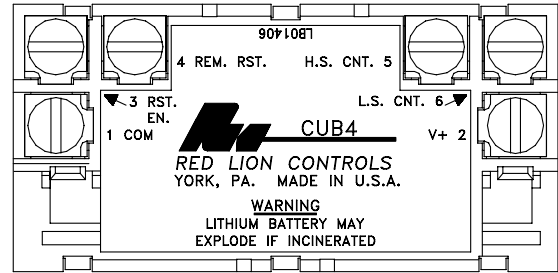 LB01406
4 REM. RST. H.S. CNT. 5
3 RST. EN. L.S. CNT. 6
1 COM CUB4 V+ 2
RED LION CONTROLS
YORK, PA. MADE IN U.S.A.
WARNING
LITHIUM BATTERY MAY
EXPLODE IF INCINERATED